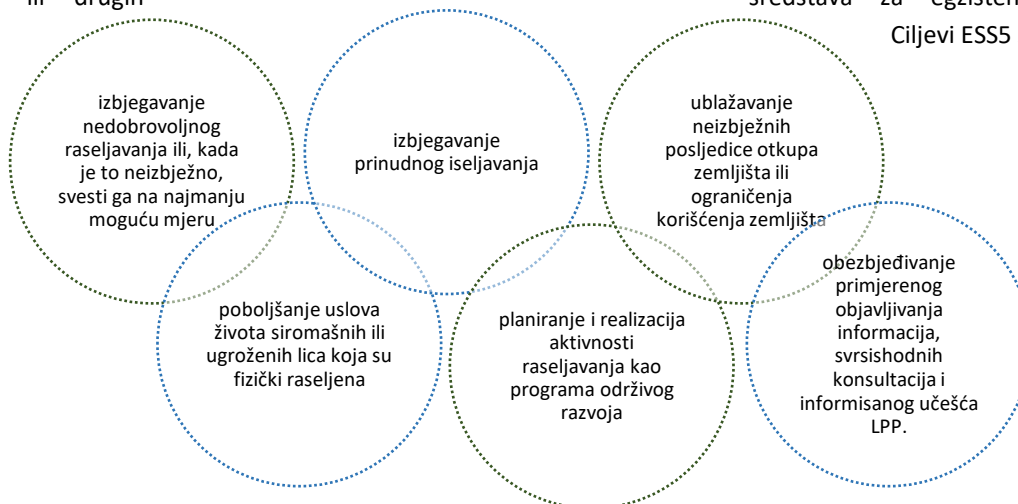 ili drugin
sredstava za egzisten
Ciljevi ESS5
izbjegavanje
nedobrovoljnog
raseljavanja ili, kada
je to neizbježno,
svesti ga na najmanju
moguću mjeru
izbjegavanje
prinudnog iseljavanja
ublažavanje
neizbježnih
posljedice otkupa
zemljišta ili
ograničenja
korišćenja zemljišta
poboljšanje uslova
života siromašnih ili
ugroženih lica koja su
fizički raseljena
planiranje i realizacija
aktivnosti
raseljavanja kao
programa održivog
razvoja
obezbjeđivanje
primjerenog
objavljivanja
informacija,
svrsishodnih
konsultacija i
informisanog učešća
LPP.